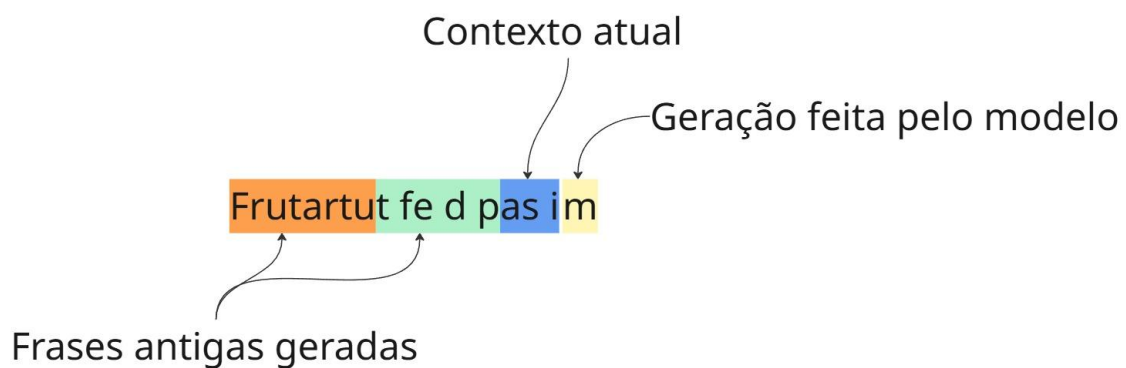 Contexto atual
Geração feita pelo modelo
Frutartut fe d pas im
Frases antigas geradas